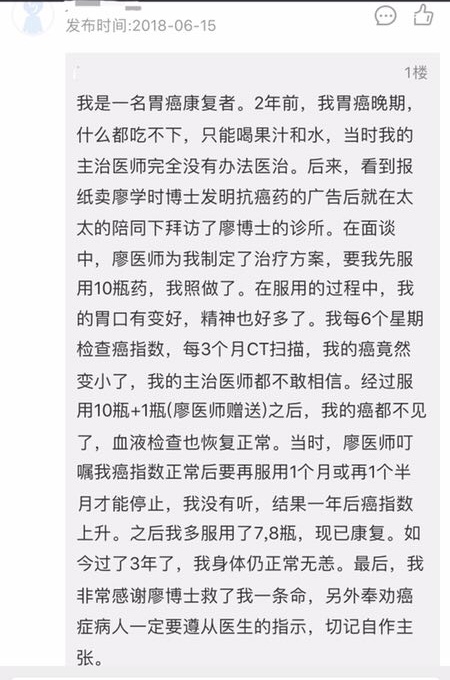 发布时间:2018-06-15
1楼
我是一名胃癌康复者。2年前，我胃癌晚期，
什么都吃不下，只能喝果汁和水，当时我的
主治医师完全没有办法医治。后来，看到报
纸卖廖学时博士发明抗癌药的广告后就在太
太的陪同下拜访了廖博士的诊所。在面谈
中，廖医师为我制定了治疗方案，要我先服
用10瓶药，我照做了。在服用的过程中，我
的胃口有变好，精神也好多了。我每6个星期
检查癌指数，每3个月CT扫描，我的癌竟然
变小了，我的主治医师都不敢相信。经过服
用10瓶+1瓶(廖医师赠送)之后，我的癌都不见
了，血液检查也恢复正常。当时，廖医师叮
嘱我癌指数正常后要再服用1个月或再1个半
月才能停止，我没有听，结果一年后癌指数
上升。之后我多服用了7,8瓶，现已康复。如
今过了3年了，我身体仍正常无恙。最后，我
非常感谢廖博士救了我一条命，另外奉劝癌
症病人一定要遵从医生的指示，切记自作主
张。